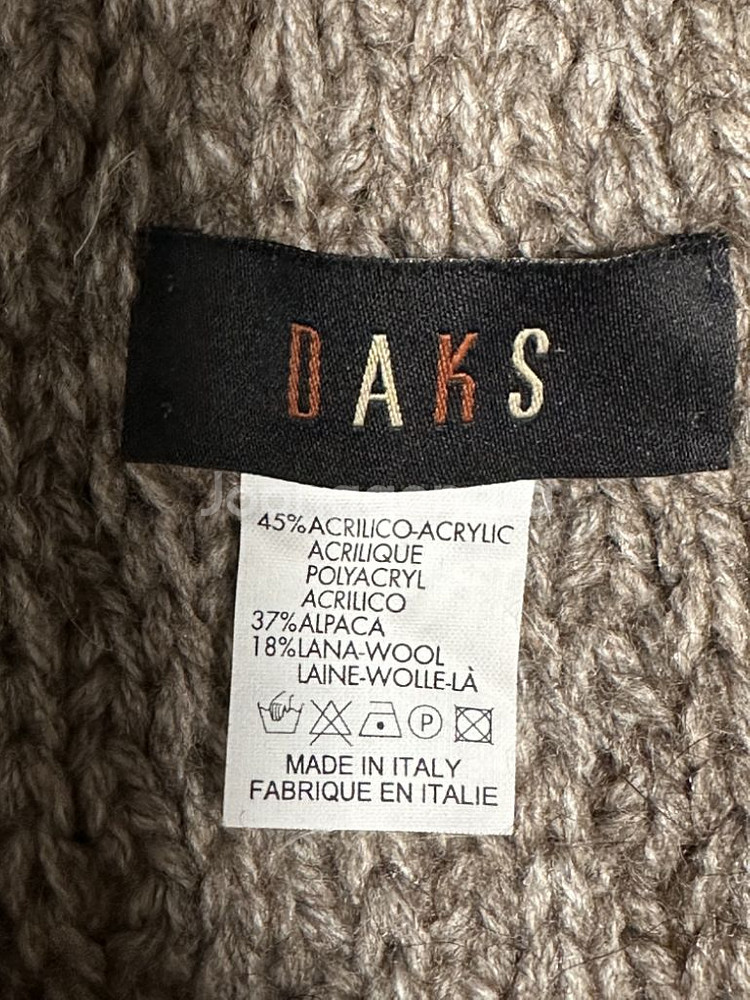 DAKS
45%ACRILICO-ACRYLIC
ACRILIQUE
POLYACRYL
ACRILICO
37%ALPACA
18%LANA-WOOL
LAINE-WOLLE-LÀ
P
MADE IN ITALY
FABRIQUE EN ITALIE